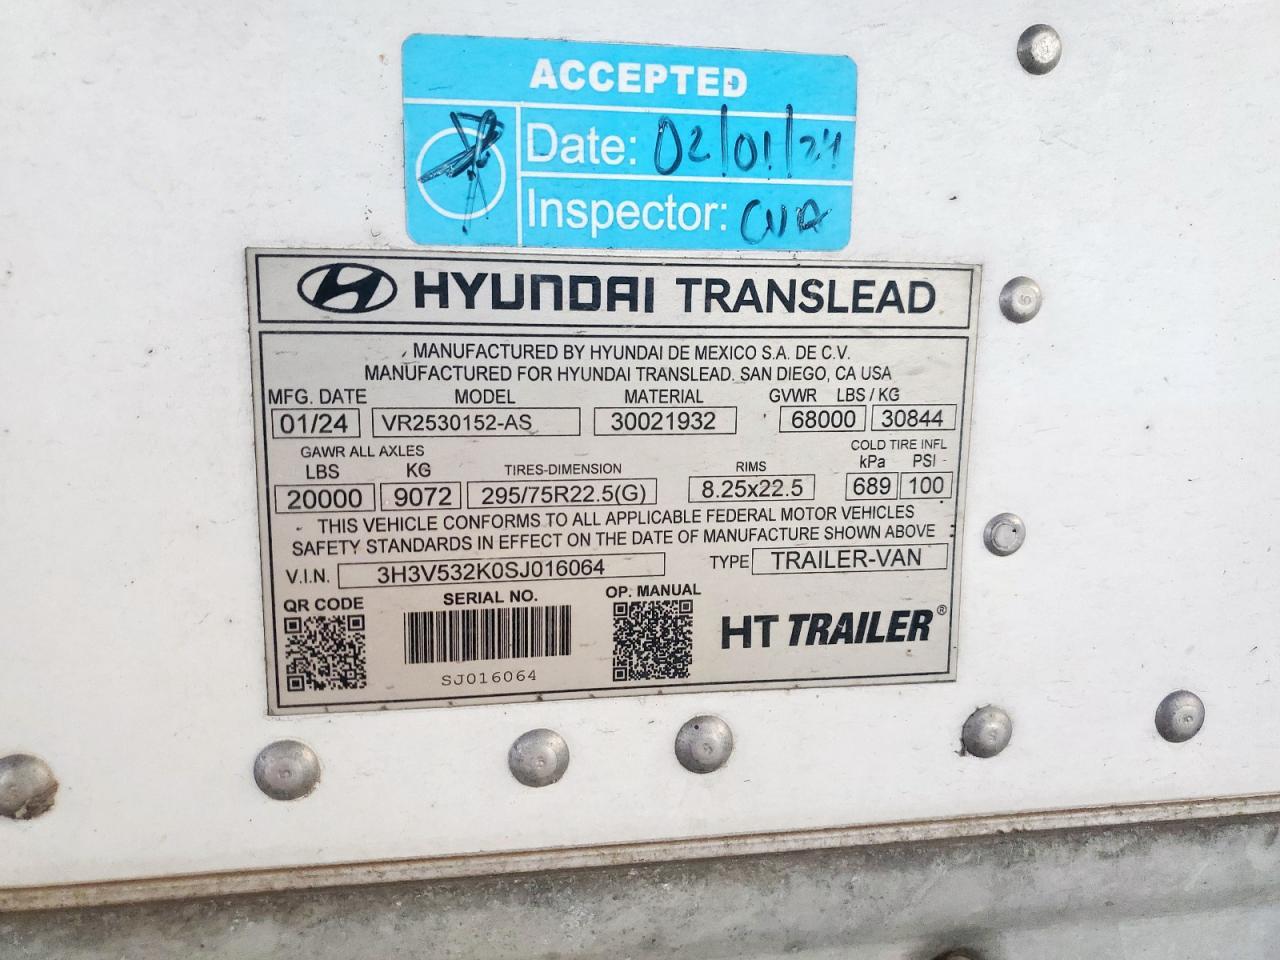 ACCEPTED
Date: 02/01/24
Inspector:
HYUNDAI TRANSLEAD
MANUFACTURED BY HYUNDAI DE MEXICO S.A. DE C.V.
MANUFACTURED FOR HYUNDAI TRANSLEAD. SAN DIEGO, CA USA
MFG. DATE MODEL MATERIAL GVWR LBS / KG
01/24 VR2530152-AS 30021932 68000 30844
GAWR ALL AXLES COLD TIRE INFL
LBS KG TIRES-DIMENSION RIMS kPa PSI
20000 9072 295/75R22.5(G) 8.25x22.5 689 100
THIS VEHICLE CONFORMS TO ALL APPLICABLE FEDERAL MOTOR VEHICLES
SAFETY STANDARDS IN EFFECT ON THE DATE OF MANUFACTURE SHOWN ABOVE
V.I.N. 3H3V532K0SJ016064 TYPE TRAILER-VAN
QR CODE SERIAL NO. OP. MANUAL
HT TRAILER®
SJ016064